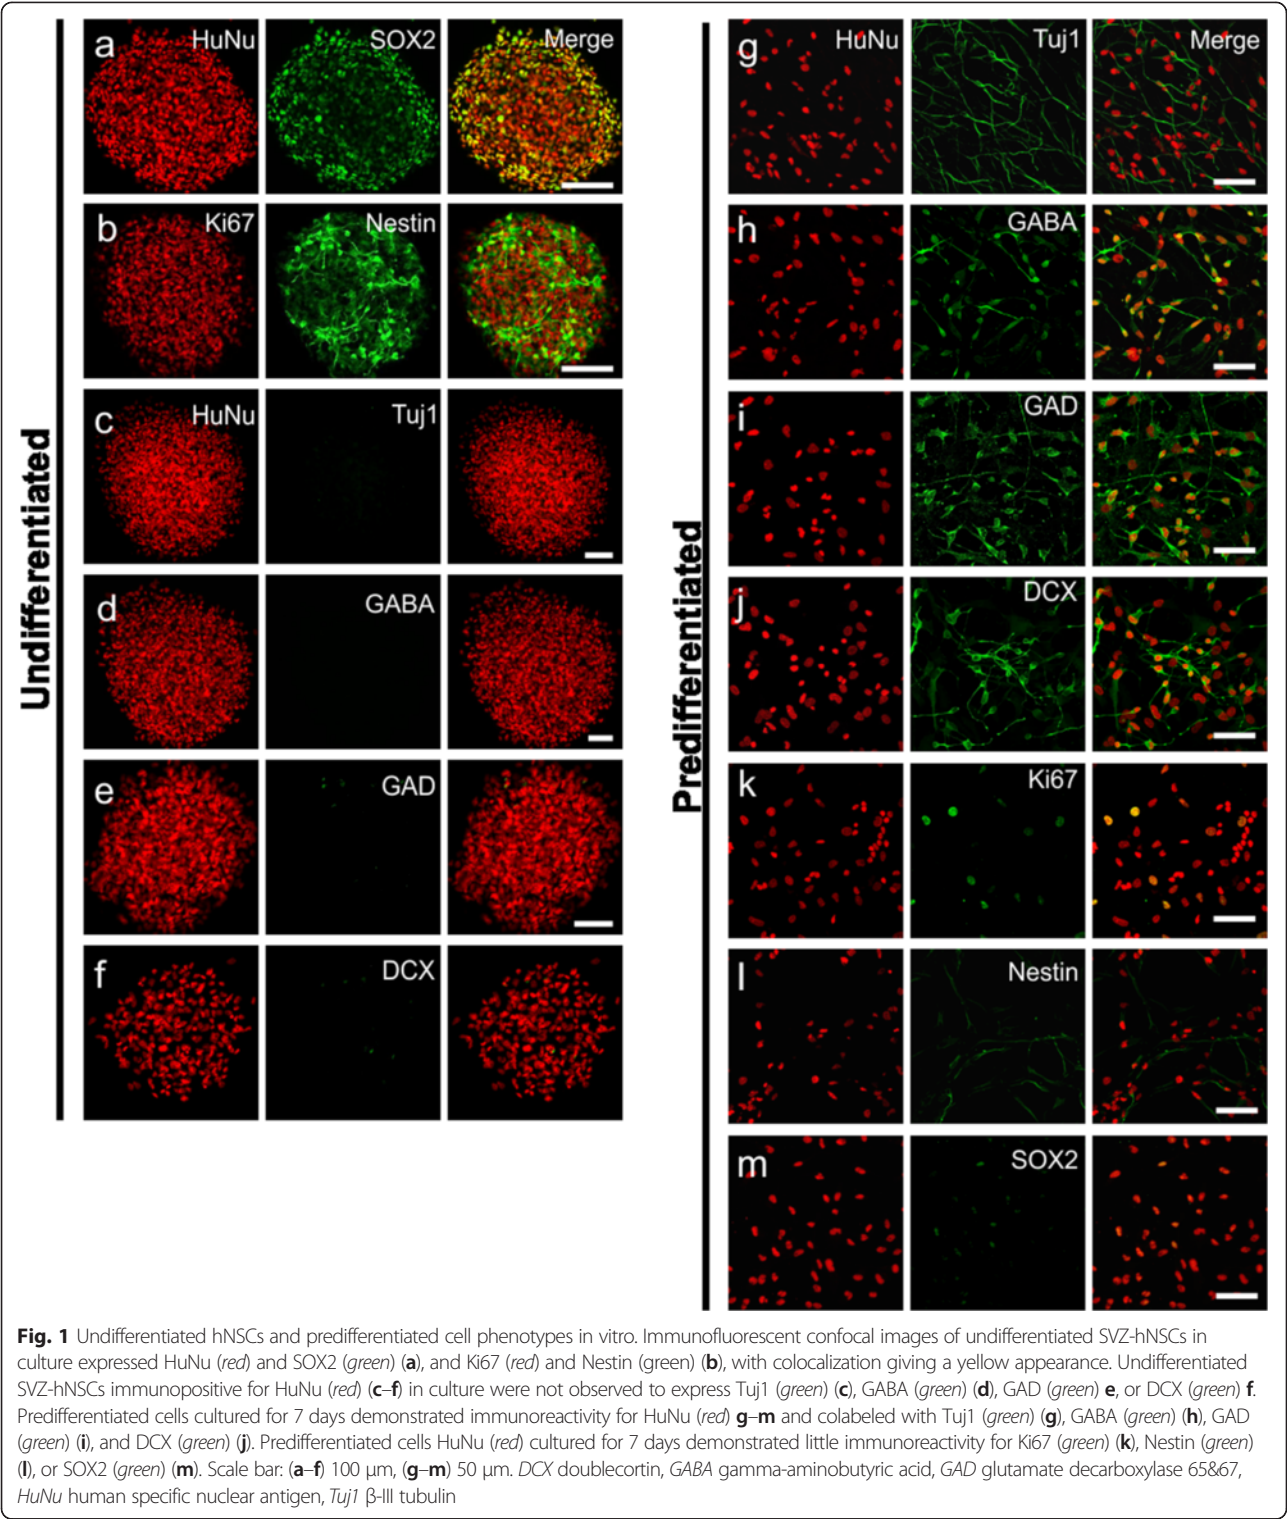 Undifferentiated
a HuNu SOX2 Merge
b Ki67 Nestin
c HuNu Tuj1
d GABA
e GAD
f DCX
Predifferentiated
g HuNu Tuj1 Merge
h GABA
i GAD
j DCX
k Ki67
l Nestin
m SOX2
Fig. 1 Undifferentiated hNSCs and predifferentiated cell phenotypes in vitro. Immunofluorescent confocal images of undifferentiated SVZ-hNSCs in
culture expressed HuNu (red) and SOX2 (green) (a), and Ki67 (red) and Nestin (green) (b), with colocalization giving a yellow appearance. Undifferentiated
SVZ-hNSCs immunopositive for HuNu (red) (c–f) in culture were not observed to express Tuj1 (green) (c), GABA (green) (d), GAD (green) e, or DCX (green) f.
Predifferentiated cells cultured for 7 days demonstrated immunoreactivity for HuNu (red) g–m and colabeled with Tuj1 (green) (g), GABA (green) (h), GAD
(green) (i), and DCX (green) (j). Predifferentiated cells HuNu (red) cultured for 7 days demonstrated little immunoreactivity for Ki67 (green) (k), Nestin (green)
(l), or SOX2 (green) (m). Scale bar: (a–f) 100 μm, (g–m) 50 μm. DCX doublecortin, GABA gamma-aminobutyric acid, GAD glutamate decarboxylase 65&67,
HuNu human specific nuclear antigen, Tuj1 β-III tubulin